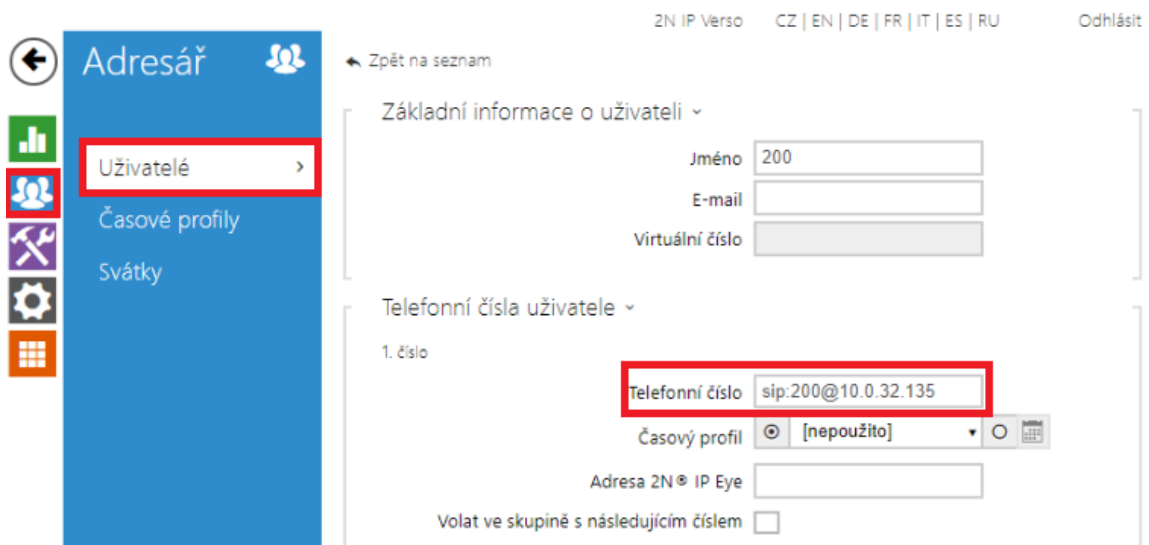 2N IP Verso CZ | EN | DE | FR | IT | ES | RU Odhlásit
Adresář
Zpět na seznam
Uživatelé
Časové profily
Svátky
Základní informace o uživateli
Jméno 200
E-mail
Virtuální číslo
Telefonní čísla uživatele
1. číslo
Telefonní číslo sip:200@10.0.32.135
Časový profil [nepoužito]
Adresa 2N® IP Eye
Volat ve skupině s následujícím číslem